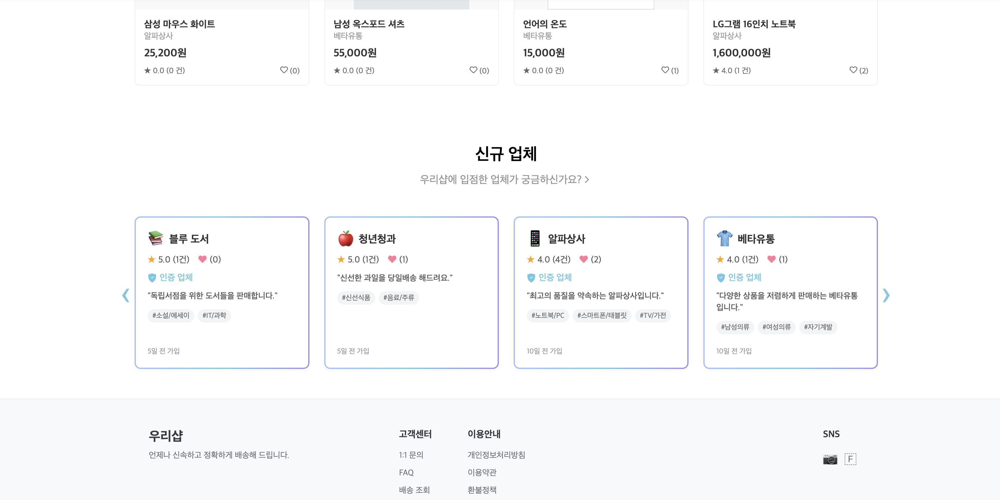 삼성 마우스 화이트
알파상사
25,200원
★ 0.0 (0 건) ♡ (0)
남성 옥스포드 셔츠
베타유통
55,000원
★ 0.0 (0 건) ♡ (0)
언어의 온도
베타유통
15,000원
★ 0.0 (0 건) ♡ (1)
LG그램 16인치 노트북
알파상사
1,600,000원
★ 4.0 (1 건) ♡ (2)
신규 업체
우리샵에 입점한 업체가 궁금하신가요? >
블루 도서
★ 5.0 (1건) ♥ (0)
인증 업체
"독립서점을 위한 도서들을 판매합니다."
#소설/에세이 #IT/과학
5일 전 가입
청년청과
★ 5.0 (1건) ♥ (1)
"신선한 과일을 당일배송 해드려요."
#신선식품 #음료/주류
5일 전 가입
알파상사
★ 4.0 (4건) ♥ (2)
인증 업체
"최고의 품질을 약속하는 알파상사입니다."
#노트북/PC #스마트폰/태블릿 #TV/가전
10일 전 가입
베타유통
★ 4.0 (1건) ♥ (1)
인증 업체
"다양한 상품을 저렴하게 판매하는 베타유통
입니다."
#남성의류 #여성의류 #자기계발
10일 전 가입
❮ ❯
우리샵
언제나 신속하고 정확하게 배송해 드립니다.
고객센터
1:1 문의
FAQ
배송 조회
이용안내
개인정보처리방침
이용약관
환불정책
SNS
F